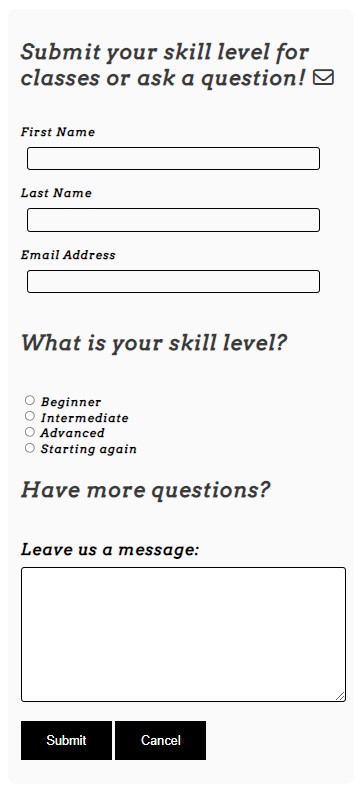 Submit your skill level for
classes or ask a question!
First Name
Last Name
Email Address
What is your skill level?
Beginner
Intermediate
Advanced
Starting again
Have more questions?
Leave us a message:
Submit Cancel